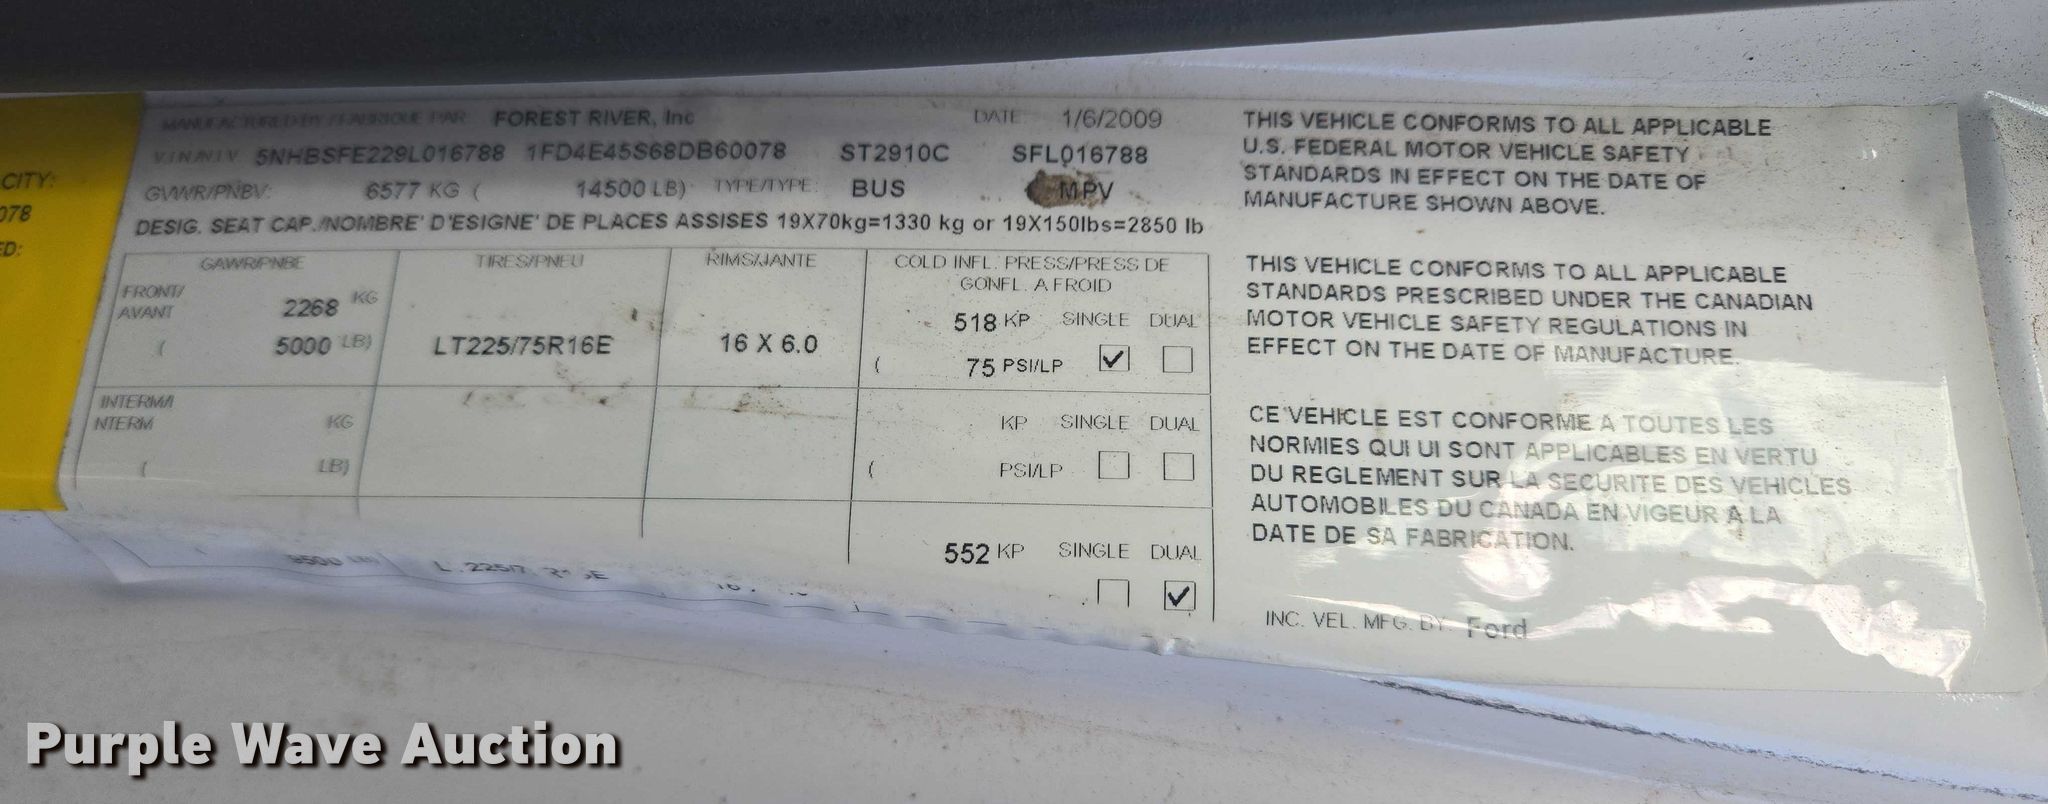 CITY:
078
ED:
MANUFACTURED BY / FABRIQUE PAR FOREST RIVER, Inc DATE 1/6/2009
V.I.N./N.I.V. 5NHBSFE229L016788 1FD4E45S68DB60078 ST2910C SFL016788
GVWR/PNBV: 6577 KG ( 14500 LB) TYPE/TYPE: BUS MPV
DESIG. SEAT CAP./NOMBRE' D'ESIGNE' DE PLACES ASSISES 19X70kg=1330 kg or 19X150lbs=2850 lb
GAWR/PNBE TIRES/PNEU RIMS/JANTE COLD INFL. PRESS/PRESS DE
GONFL. A FROID
FRONT/
AVANT
2268 KG
( 5000 LB) LT225/75R16E 16 X 6.0
518 KP SINGLE DUAL
( 75 PSI/LP
INTERM/I
NTERM
KG
( LB)
KP SINGLE DUAL
( PSI/LP
552 KP SINGLE DUAL
THIS VEHICLE CONFORMS TO ALL APPLICABLE
U.S. FEDERAL MOTOR VEHICLE SAFETY
STANDARDS IN EFFECT ON THE DATE OF
MANUFACTURE SHOWN ABOVE.
THIS VEHICLE CONFORMS TO ALL APPLICABLE
STANDARDS PRESCRIBED UNDER THE CANADIAN
MOTOR VEHICLE SAFETY REGULATIONS IN
EFFECT ON THE DATE OF MANUFACTURE.
CE VEHICLE EST CONFORME A TOUTES LES
NORMIES QUI UI SONT APPLICABLES EN VERTU
DU REGLEMENT SUR LA SECURITE DES VEHICLES
AUTOMOBILES DU CANADA EN VIGEUR A LA
DATE DE SA FABRICATION.
INC. VEL. MFG. BY Ford
Purple Wave Auction